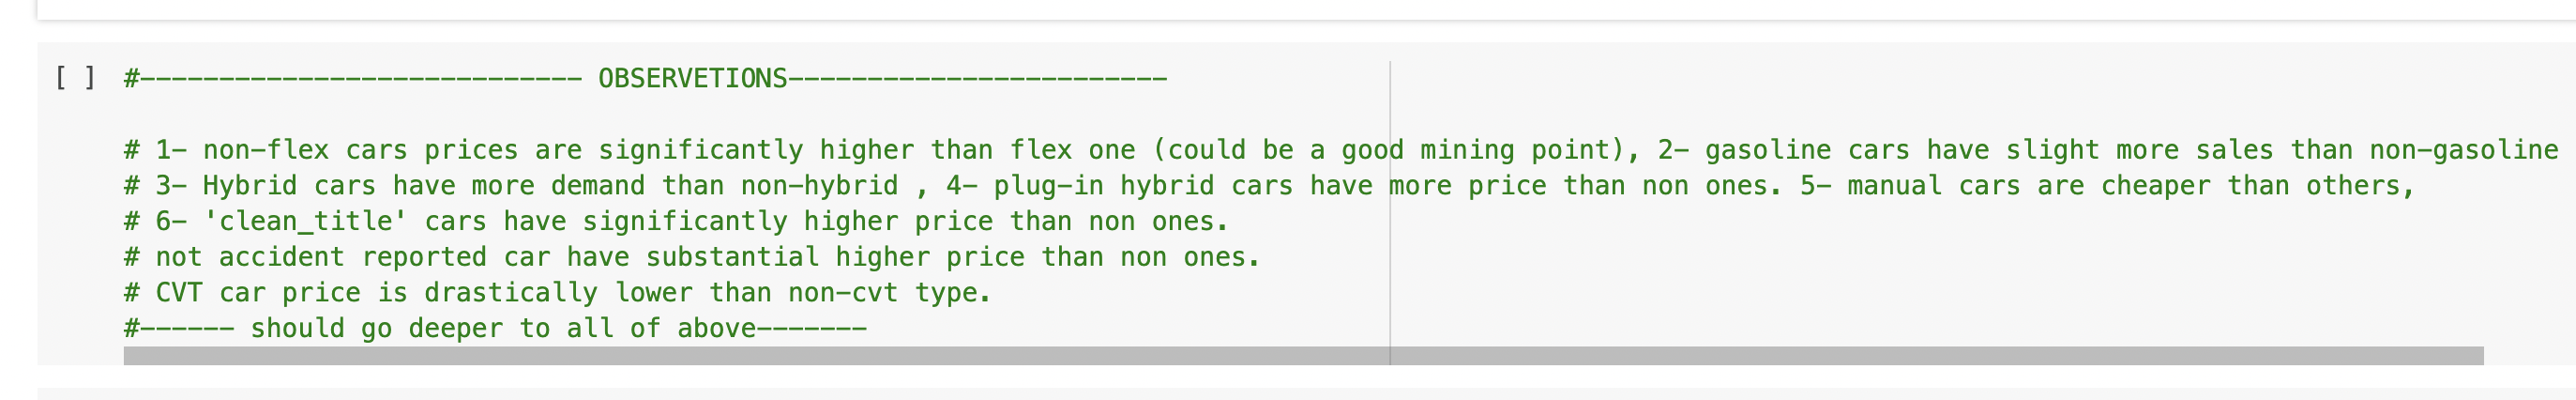 [ ] #---------------------------- OBSERVETIONS------------------------
# 1- non-flex cars prices are significantly higher than flex one (could be a good mining point), 2- gasoline cars have slight more sales than non-gasoline
# 3- Hybrid cars have more demand than non-hybrid , 4- plug-in hybrid cars have more price than non ones. 5- manual cars are cheaper than others,
# 6- 'clean_title' cars have significantly higher price than non ones.
# not accident reported car have substantial higher price than non ones.
# CVT car price is drastically lower than non-cvt type.
#------ should go deeper to all of above-------